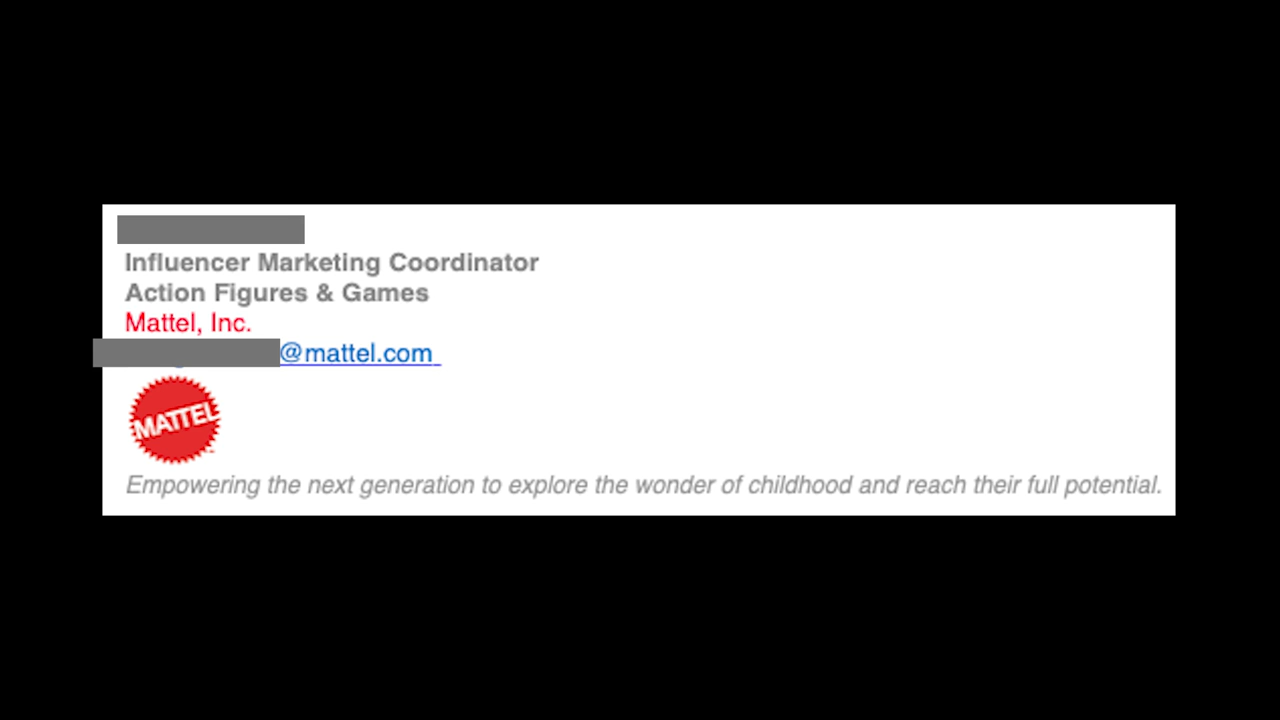 Influencer Marketing Coordinator
Action Figures & Games
Mattel, Inc.
@mattel.com
MATTEL
Empowering the next generation to explore the wonder of childhood and reach their full potential.